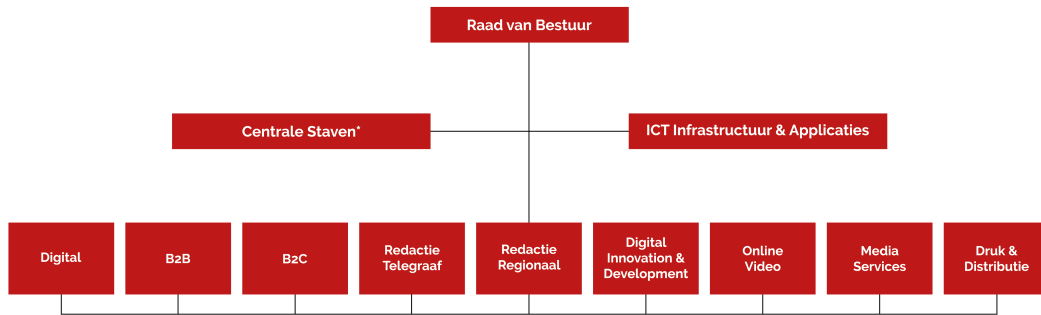 Raad van Bestuur
Centrale Staven*
ICT Infrastructuur & Applicaties
Digital
B2B
B2C
Redactie
Telegraaf
Redactie
Regionaal
Digital
Innovation &
Development
Online
Video
Media
Services
Druk &
Distributie